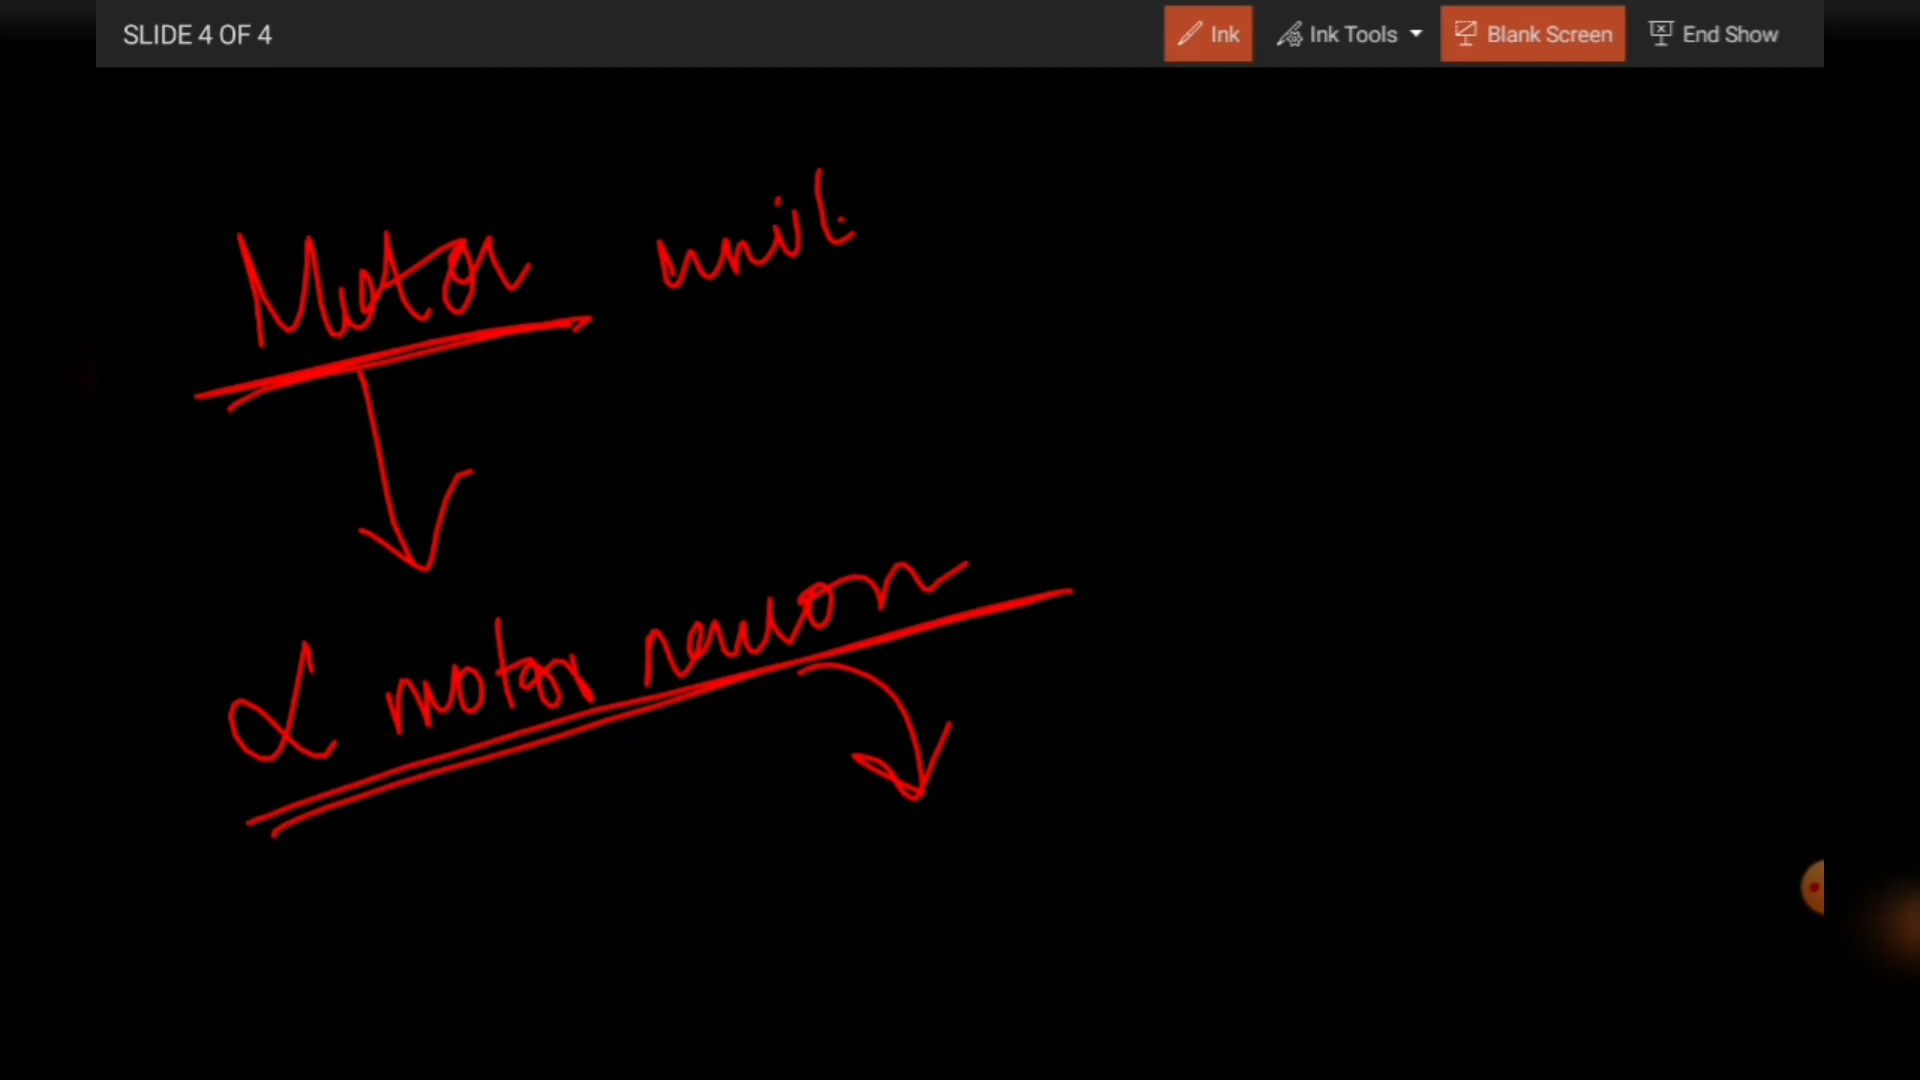 SLIDE 4 OF 4 Ink Ink Tools Blank Screen End Show
Motor unit
α motor neuron